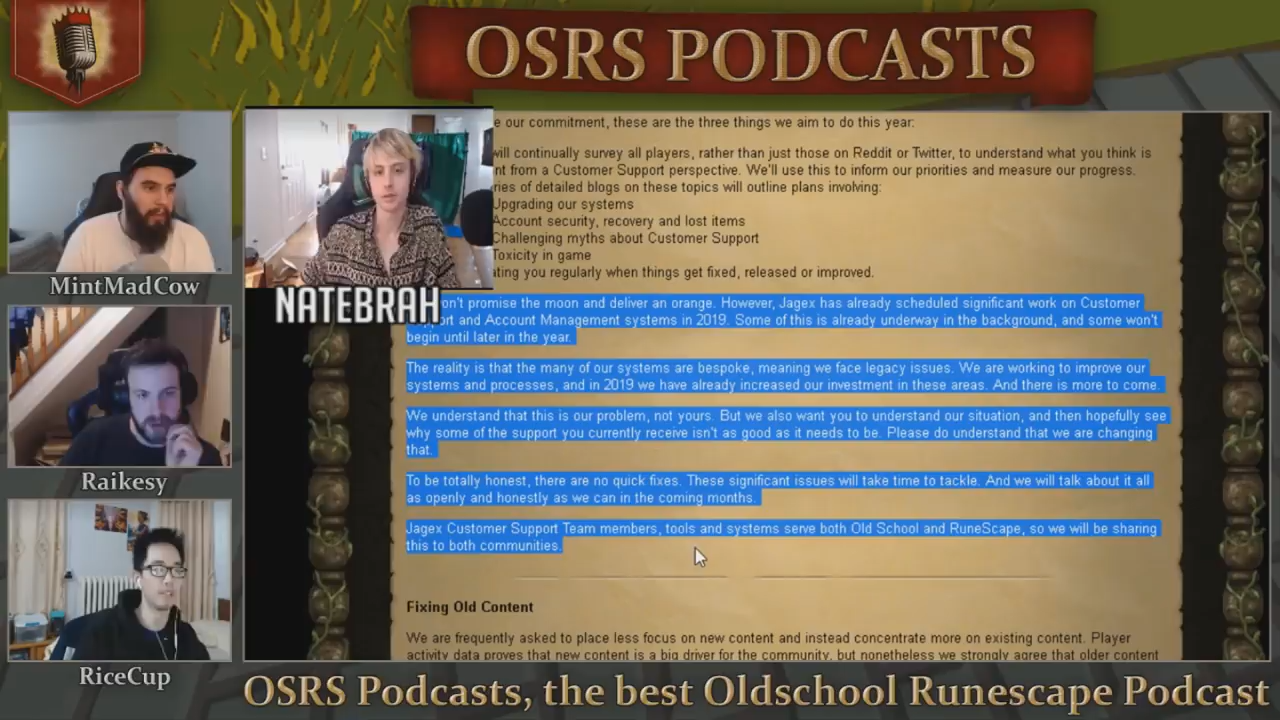 OSRS PODCASTS
MintMadCow
NATEBRAH
Raikesy
RiceCup
e our commitment, these are the three things we aim to do this year:
will continually survey all players, rather than just those on Reddit or Twitter, to understand what you think is
nt from a Customer Support perspective. We'll use this to inform our priorities and measure our progress.
ries of detailed blogs on these topics will outline plans involving:
Upgrading our systems
Account security, recovery and lost items
Challenging myths about Customer Support
Toxicity in game
ating you regularly when things get fixed, released or improved.
on't promise the moon and deliver an orange. However, Jagex has already scheduled significant work on Customer
port and Account Management systems in 2019. Some of this is already underway in the background, and some won't
begin until later in the year.
The reality is that the many of our systems are bespoke, meaning we face legacy issues. We are working to improve our
systems and processes, and in 2019 we have already increased our investment in these areas. And there is more to come.
We understand that this is our problem, not yours. But we also want you to understand our situation, and then hopefully see
why some of the support you currently receive isn't as good as it needs to be. Please do understand that we are changing
that.
To be totally honest, there are no quick fixes. These significant issues will take time to tackle. And we will talk about it all
as openly and honestly as we can in the coming months.
Jagex Customer Support Team members, tools and systems serve both Old School and RuneScape, so we will be sharing
this to both communities.
Fixing Old Content
We are frequently asked to place less focus on new content and instead concentrate more on existing content. Player
activity data proves that new content is a big driver for the community, but nonetheless we strongly agree that older content
OSRS Podcasts, the best Oldschool Runescape Podcast